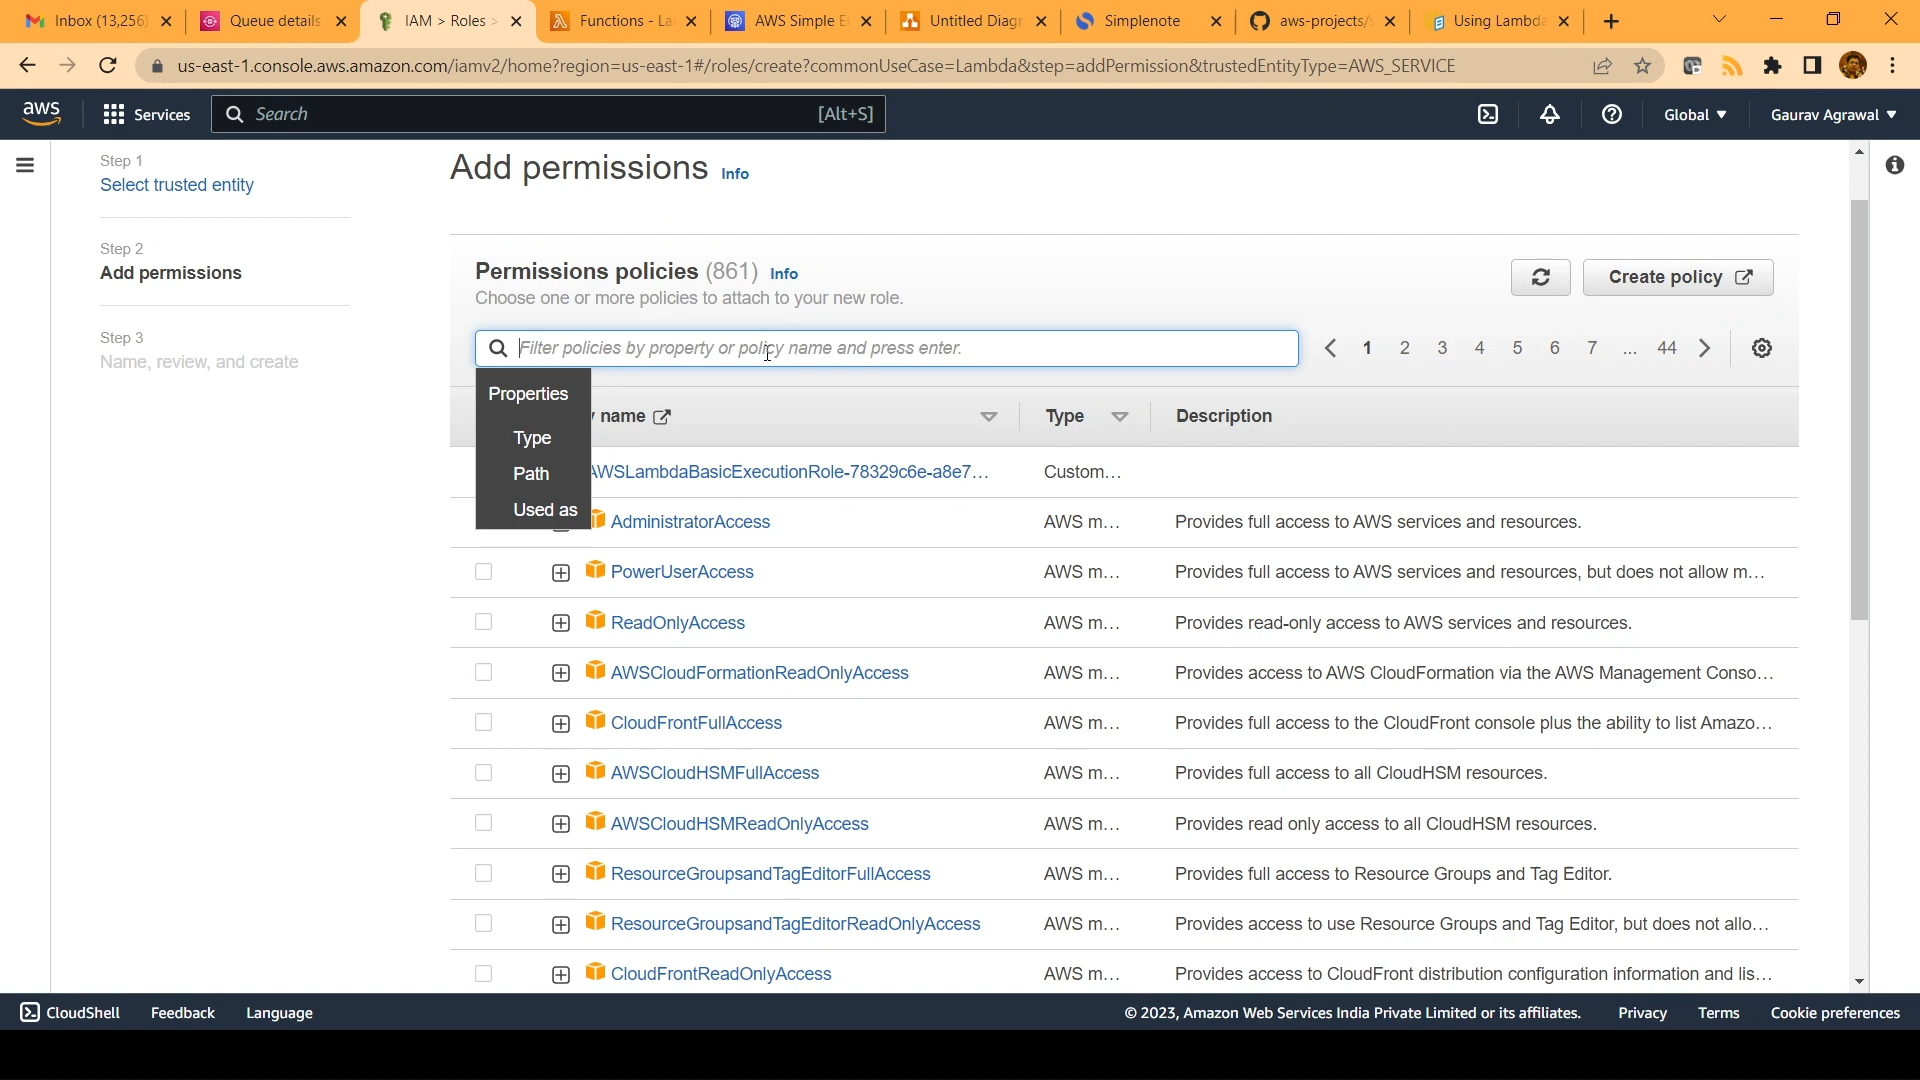 Inbox (13,256)
Queue details
IAM > Roles >
Functions - La
AWS Simple E
Untitled Diagr
Simplenote
aws-projects/s
Using Lambda
us-east-1.console.aws.amazon.com/iamv2/home?region=us-east-1#/roles/create?commonUseCase=Lambda&step=addPermission&trustedEntityType=AWS_SERVICE
aws
Services
Search
[Alt+S]
Global
Gaurav Agrawal
Step 1
Select trusted entity
Step 2
Add permissions
Step 3
Name, review, and create
Add permissions Info
Permissions policies (861) Info
Choose one or more policies to attach to your new role.
Create policy
Filter policies by property or policy name and press enter.
1 2 3 4 5 6 7 ... 44
Properties
Type
Path
Used as
name
Type
Description
AWSLambdaBasicExecutionRole-78329c6e-a8e7... Custom...
AdministratorAccess AWS m... Provides full access to AWS services and resources.
PowerUserAccess AWS m... Provides full access to AWS services and resources, but does not allow m...
ReadOnlyAccess AWS m... Provides read-only access to AWS services and resources.
AWSCloudFormationReadOnlyAccess AWS m... Provides access to AWS CloudFormation via the AWS Management Conso...
CloudFrontFullAccess AWS m... Provides full access to the CloudFront console plus the ability to list Amazo...
AWSCloudHSMFullAccess AWS m... Provides full access to all CloudHSM resources.
AWSCloudHSMReadOnlyAccess AWS m... Provides read only access to all CloudHSM resources.
ResourceGroupsandTagEditorFullAccess AWS m... Provides full access to Resource Groups and Tag Editor.
ResourceGroupsandTagEditorReadOnlyAccess AWS m... Provides access to use Resource Groups and Tag Editor, but does not allo...
CloudFrontReadOnlyAccess AWS m... Provides access to CloudFront distribution configuration information and lis...
CloudShell
Feedback
Language
© 2023, Amazon Web Services India Private Limited or its affiliates.
Privacy
Terms
Cookie preferences